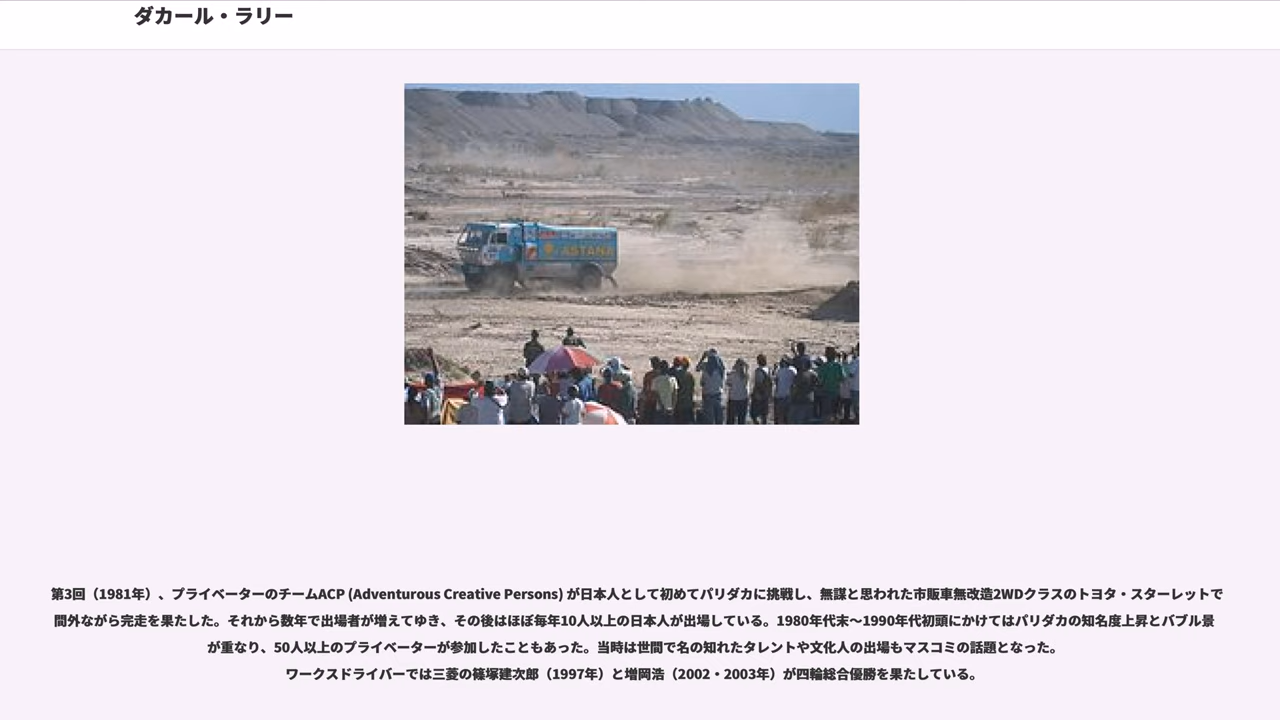 ダカール・ラリー
ASTANA
第3回（1981年）、プライベーターのチームACP (Adventurous Creative Persons) が日本人として初めてパリダカに挑戦し、無謀と思われた市販車無改造2WDクラスのトヨタ・スターレットで
間外ながら完走を果たした。それから数年で出場者が増えてゆき、その後はほぼ毎年10人以上の日本人が出場している。1980年代末〜1990年代初頭にかけてはパリダカの知名度上昇とバブル景
が重なり、50人以上のプライベーターが参加したこともあった。当時は世間で名の知れたタレントや文化人の出場もマスコミの話題となった。
ワークスドライバーでは三菱の篠塚建次郎（1997年）と増岡浩（2002・2003年）が四輪総合優勝を果たしている。